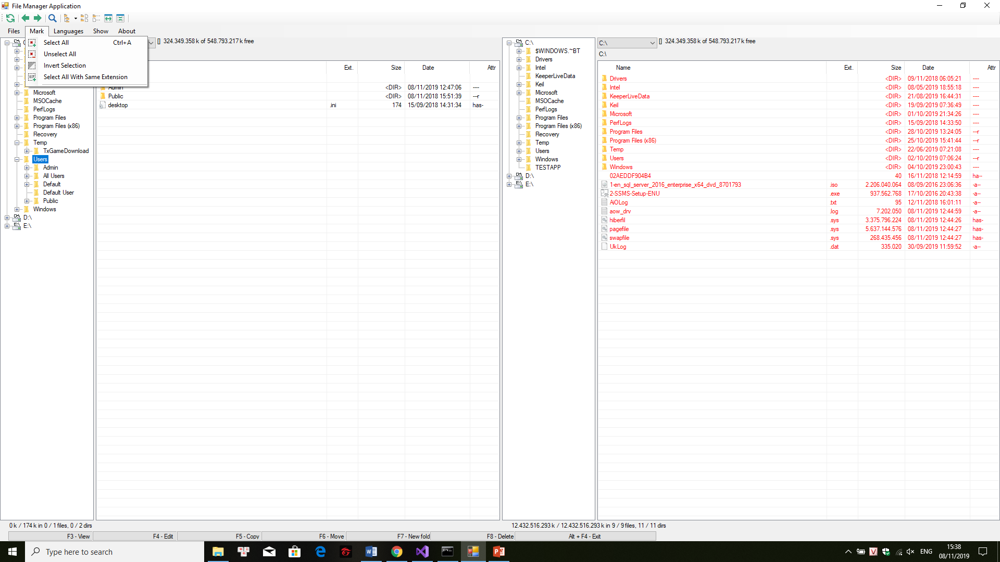 File Manager Application
Files Mark Languages Show About
Select All Ctrl+A
Unselect All
Invert Selection
Select All With Same Extension
[] 324.349.358 k of 548.793.217 k free
Microsoft
MSOCache
PerfLogs
Program Files
Program Files (x86)
Recovery
Temp
TxGameDownload
Users
Admin
All Users
Default
Default User
Public
Windows
D:\
E:\
Ext. Size Date Attr
Admin <DIR> 08/11/2019 12:47:06 ----
Public <DIR> 08/11/2018 15:51:39 ---r
desktop .ini 174 15/09/2018 14:31:34 has-
C:\
$WINDOWS.~BT
Drivers
Intel
KeeperLiveData
Keil
Microsoft
MSOCache
PerfLogs
Program Files
Program Files (x86)
Recovery
Temp
Users
Windows
TESTAPP
D:\
E:\
C:\ [] 324.349.358 k of 548.793.217 k free
C:\
Name Ext. Size Date Attr
Drivers <DIR> 09/11/2018 06:05:21 ----
Intel <DIR> 08/05/2019 18:55:18 ----
KeeperLiveData <DIR> 21/08/2019 16:44:31 ----
Keil <DIR> 19/09/2019 07:36:49 ----
Microsoft <DIR> 01/10/2019 21:34:26 ----
PerfLogs <DIR> 15/09/2018 14:33:50 ----
Program Files <DIR> 28/10/2019 13:24:05 ---r
Program Files (x86) <DIR> 25/10/2019 15:41:44 ---r
Temp <DIR> 22/06/2019 07:21:08 ----
Users <DIR> 02/10/2019 07:06:24 ---r
Windows <DIR> 04/10/2019 23:00:43 ----
02AEDDF904B4 40 16/11/2018 12:14:59 ha--
1-en_sql_server_2016_enterprise_x64_dvd_8701793 .iso 2.206.040.064 08/09/2016 23:06:36 -a--
2-SSMS-Setup-ENU .exe 937.562.768 17/10/2016 20:43:38 -a--
AiOLog .txt 95 12/11/2018 16:01:11 -a--
aow_drv .log 7.202.050 08/11/2019 12:44:59 -a--
hiberfil .sys 3.375.796.224 08/11/2019 12:44:26 has-
pagefile .sys 5.637.144.576 08/11/2019 12:44:27 has-
swapfile .sys 268.435.456 08/11/2019 12:44:27 has-
UkLog .dat 335.020 30/09/2019 11:59:52 -a--
0 k / 174 k in 0 / 1 files, 0 / 2 dirs
12.432.516.293 k / 12.432.516.293 k in 9 / 9 files, 11 / 11 dirs
F3 - View F4 - Edit F5 - Copy F6 - Move F7 - New fold F8 - Delete Alt + F4 - Exit
Type here to search
ENG
15:38
08/11/2019